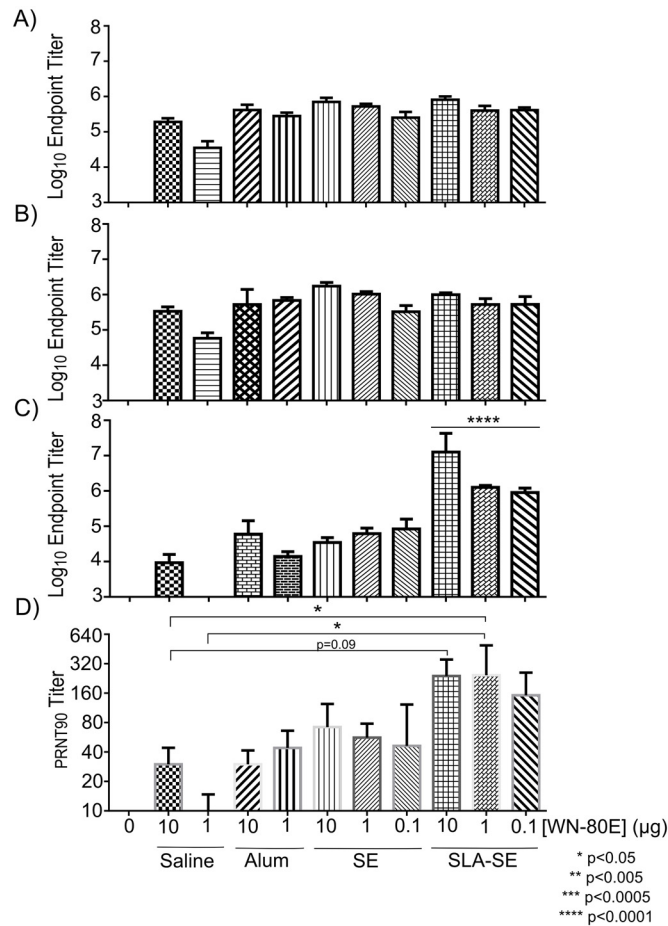 A)
Log10 Endpoint Titer
8
7
6
5
4
3
B)
Log10 Endpoint Titer
8
7
6
5
4
3
C)
Log10 Endpoint Titer
8
7
6
5
4
3
****
D)
PRNT90 Titer
640
320
160
80
40
20
10
*
*
p=0.09
0 10 1 10 1 10 1 0.1 10 1 0.1 [WN-80E] (µg)
Saline Alum SE SLA-SE
* p<0.05
** p<0.005
*** p<0.0005
**** p<0.0001